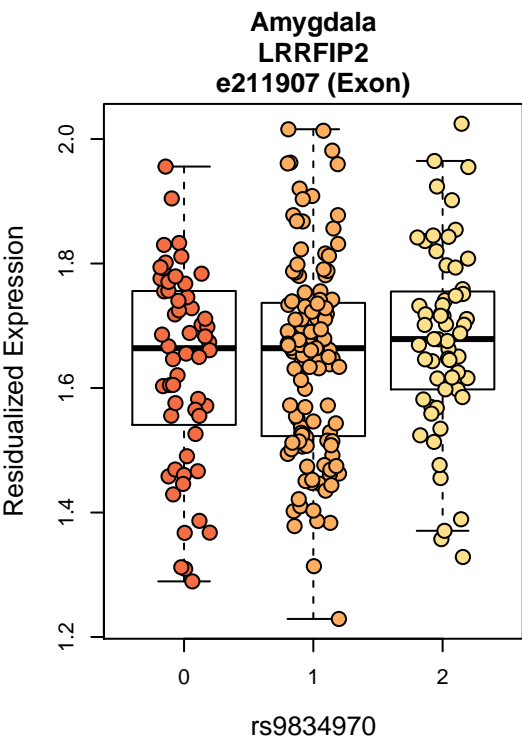 Amygdala
LRRFIP2
e211907 (Exon)
Residualized Expression
2.0
1.8
1.6
1.4
1.2
0 1 2
rs9834970